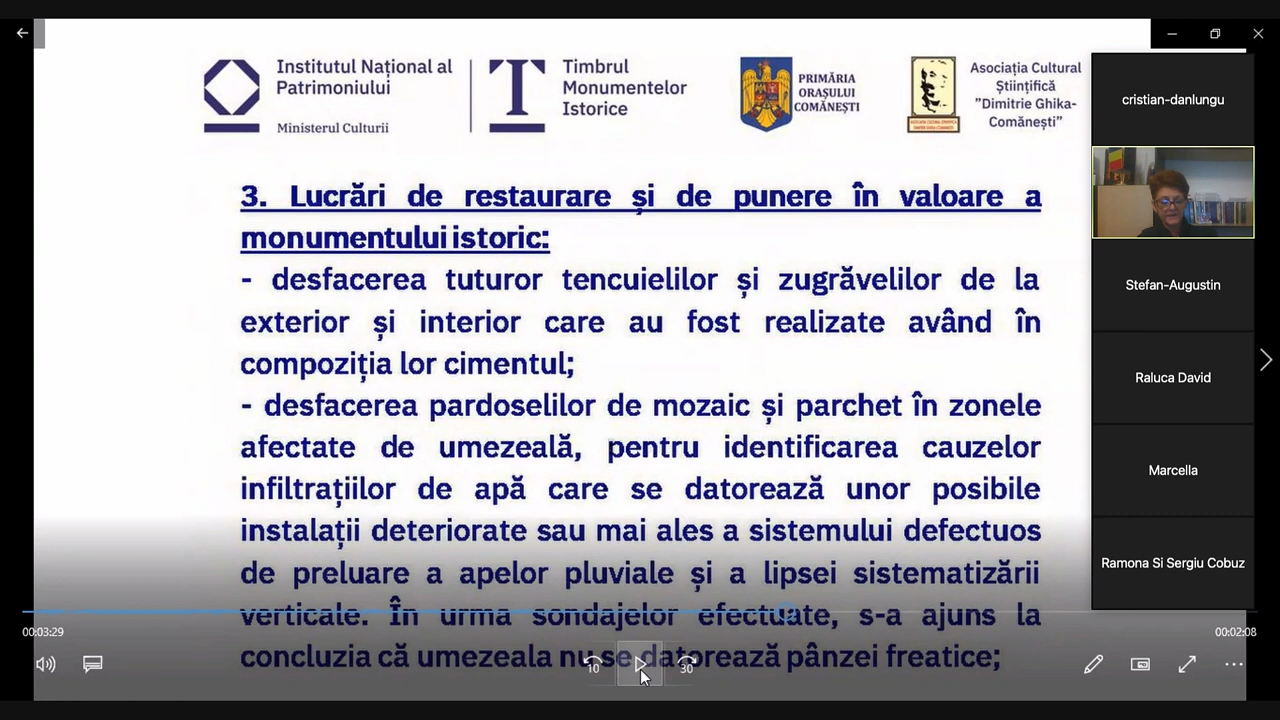 Institutul Național al
Patrimoniului
Ministerul Culturii
Timbrul
Monumentelor
Istorice
PRIMĂRIA
ORAȘULUI
COMĂNEȘTI
Asociația Cultural
Științifică
"Dimitrie Ghika-
Comănești”
3. Lucrări de restaurare și de punere în valoare a
monumentului istoric:
- desfacerea tuturor tencuielilor și zugrăvelilor de la
exterior și interior care au fost realizate având în
compoziția lor cimentul;
- desfacerea pardoselilor de mozaic și parchet în zonele
afectate de umezeală, pentru identificarea cauzelor
infiltrațiilor de apă care se datorează unor posibile
instalații deteriorate sau mai ales a sistemului defectuos
de preluare a apelor pluviale și a lipsei sistematizării
verticale. În urma sondajelor efectuate, s-a ajuns la
concluzia că umezeala nu se datorează pânzei freatice;
cristian-danlungu
Stefan-Augustin
Raluca David
Marcella
Ramona Si Sergiu Cobuz
00:03:29
00:02:08
10
30